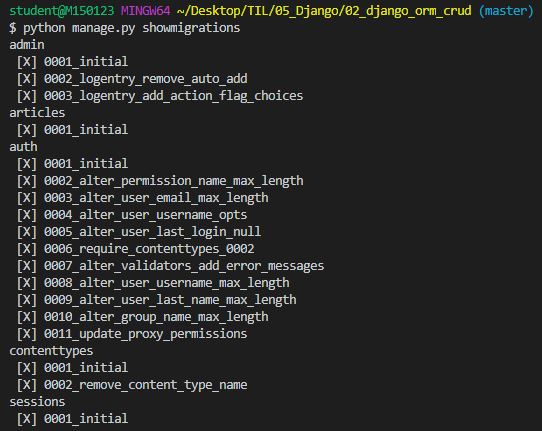 student@M150123 MINGW64 ~/Desktop/TIL/05_Django/02_django_orm_crud (master)
$ python manage.py showmigrations
admin
 [X] 0001_initial
 [X] 0002_logentry_remove_auto_add
 [X] 0003_logentry_add_action_flag_choices
articles
 [X] 0001_initial
auth
 [X] 0001_initial
 [X] 0002_alter_permission_name_max_length
 [X] 0003_alter_user_email_max_length
 [X] 0004_alter_user_username_opts
 [X] 0005_alter_user_last_login_null
 [X] 0006_require_contenttypes_0002
 [X] 0007_alter_validators_add_error_messages
 [X] 0008_alter_user_username_max_length
 [X] 0009_alter_user_last_name_max_length
 [X] 0010_alter_group_name_max_length
 [X] 0011_update_proxy_permissions
contenttypes
 [X] 0001_initial
 [X] 0002_remove_content_type_name
sessions
 [X] 0001_initial